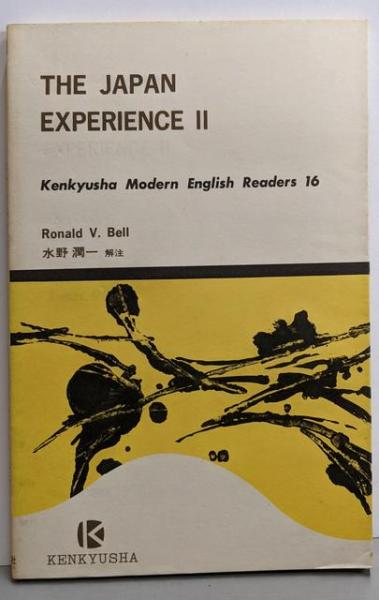 THE JAPAN
EXPERIENCE II
Kenkyusha Modern English Readers 16
Ronald V. Bell
水野 潤一 解注
K
KENKYUSHA